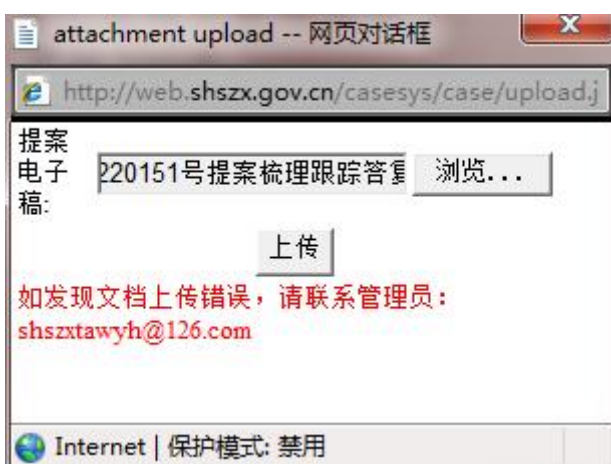 attachment upload -- 网页对话框
http://web.shszx.gov.cn/casesys/case/upload.j
提案
电子
稿:
220151号提案梳理跟踪答复
浏览...
上传
如发现文档上传错误，请联系管理员：
shszxtawyh@126.com
Internet | 保护模式: 禁用